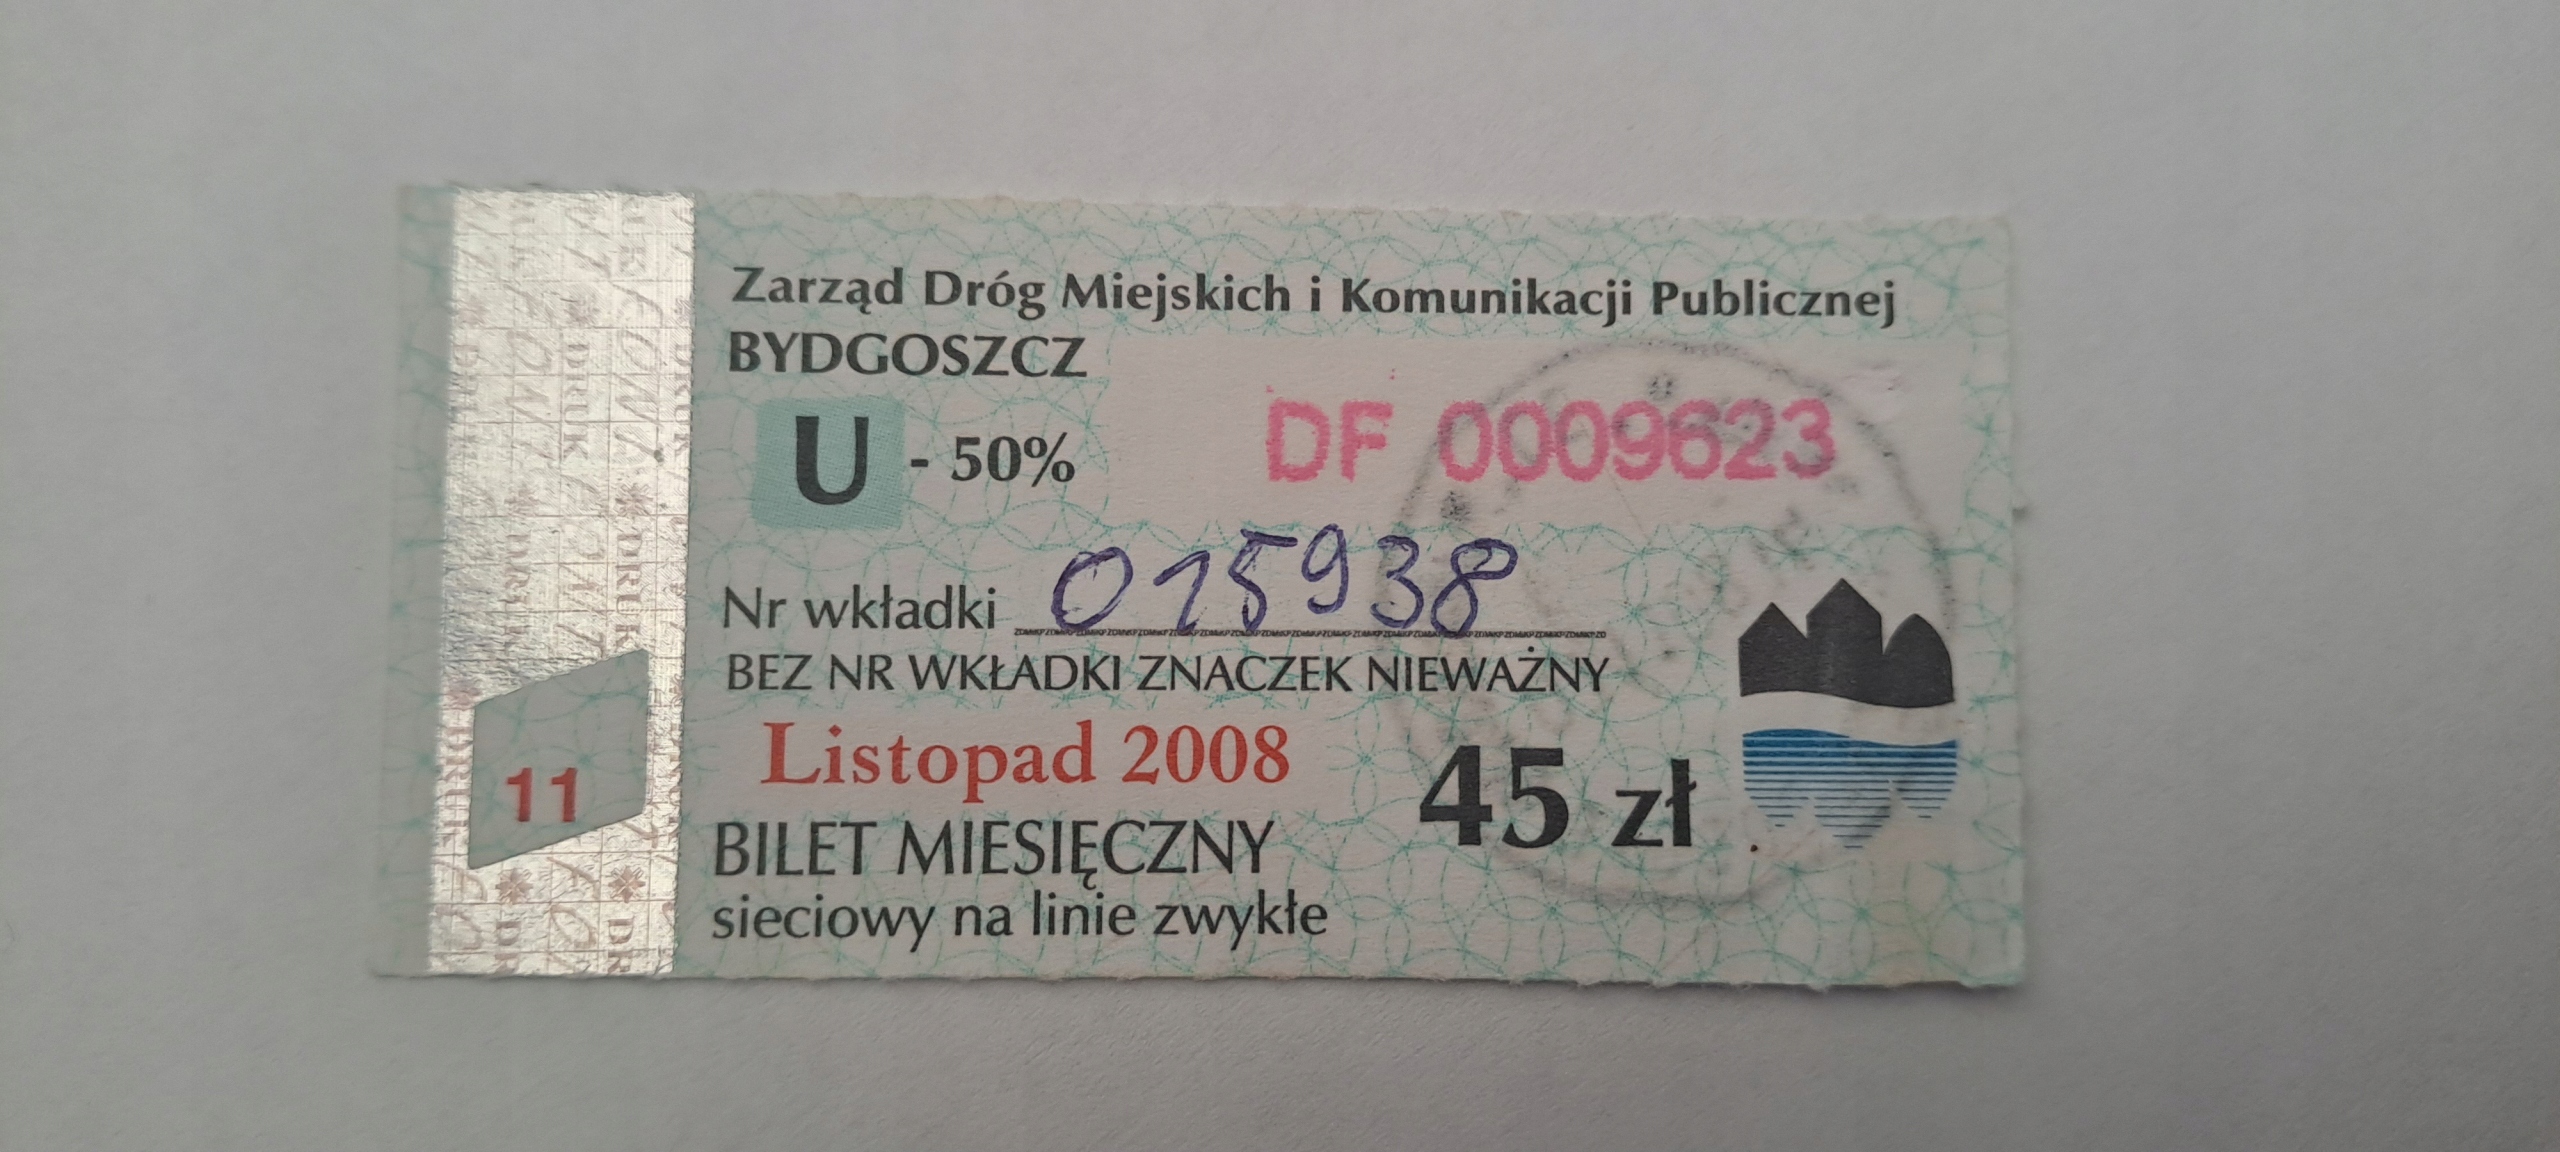 Zarząd Dróg Miejskich i Komunikacji Publicznej
BYDGOSZCZ
U - 50%
DF 0009623
Nr wkładki 015938
BEZ NR WKŁADKI ZNACZEK NIEWAŻNY
Listopad 2008
11
45 zł
BILET MIESIĘCZNY
sieciowy na linie zwykłe